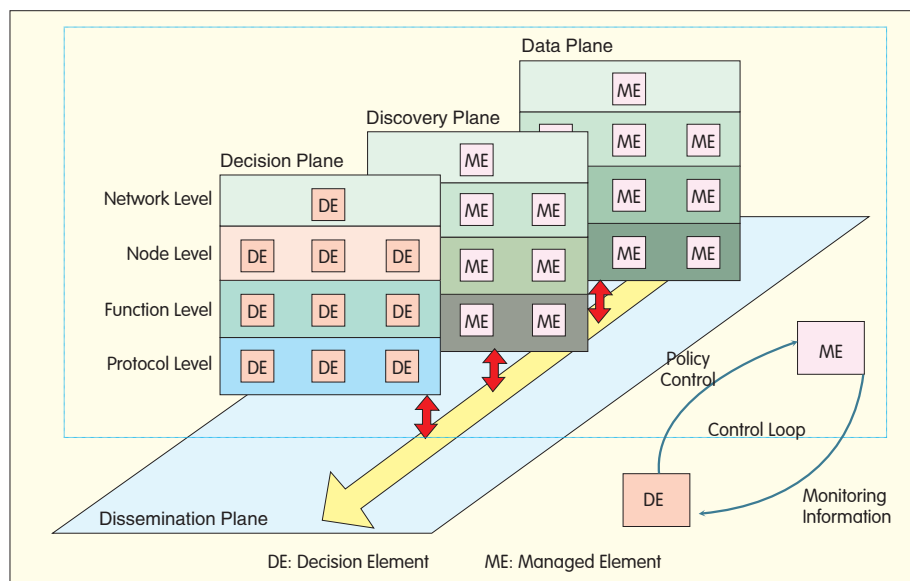 Data Plane
ME
ME ME
ME ME
ME ME
Discovery Plane
ME
ME ME
ME ME
ME ME
Decision Plane
Network Level
DE
Node Level
DE DE DE
Function Level
DE DE DE
Protocol Level
DE DE DE
Dissemination Plane
ME
Policy
Control
Control Loop
DE
Monitoring
Information
DE: Decision Element ME: Managed Element